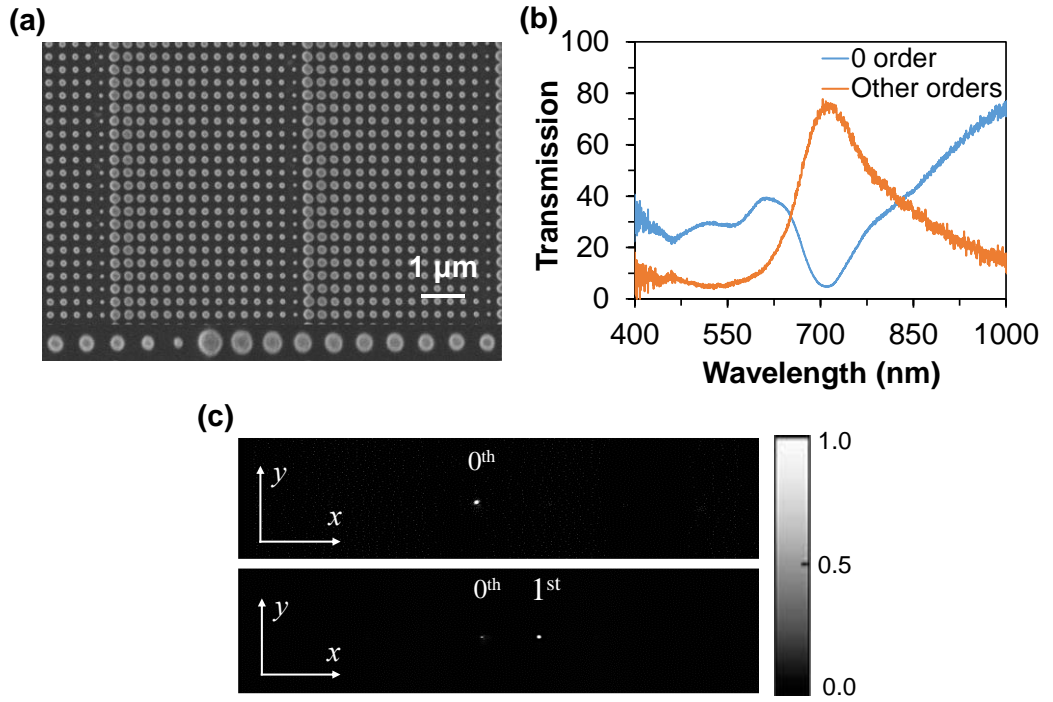 (a)
1 μm
(b)
100
80
60
40
20
0
Transmission
0 order
Other orders
400
550
700
850
1000
Wavelength (nm)
(c)
y
x
0th
y
x
0th
1st
1.0
0.5
0.0